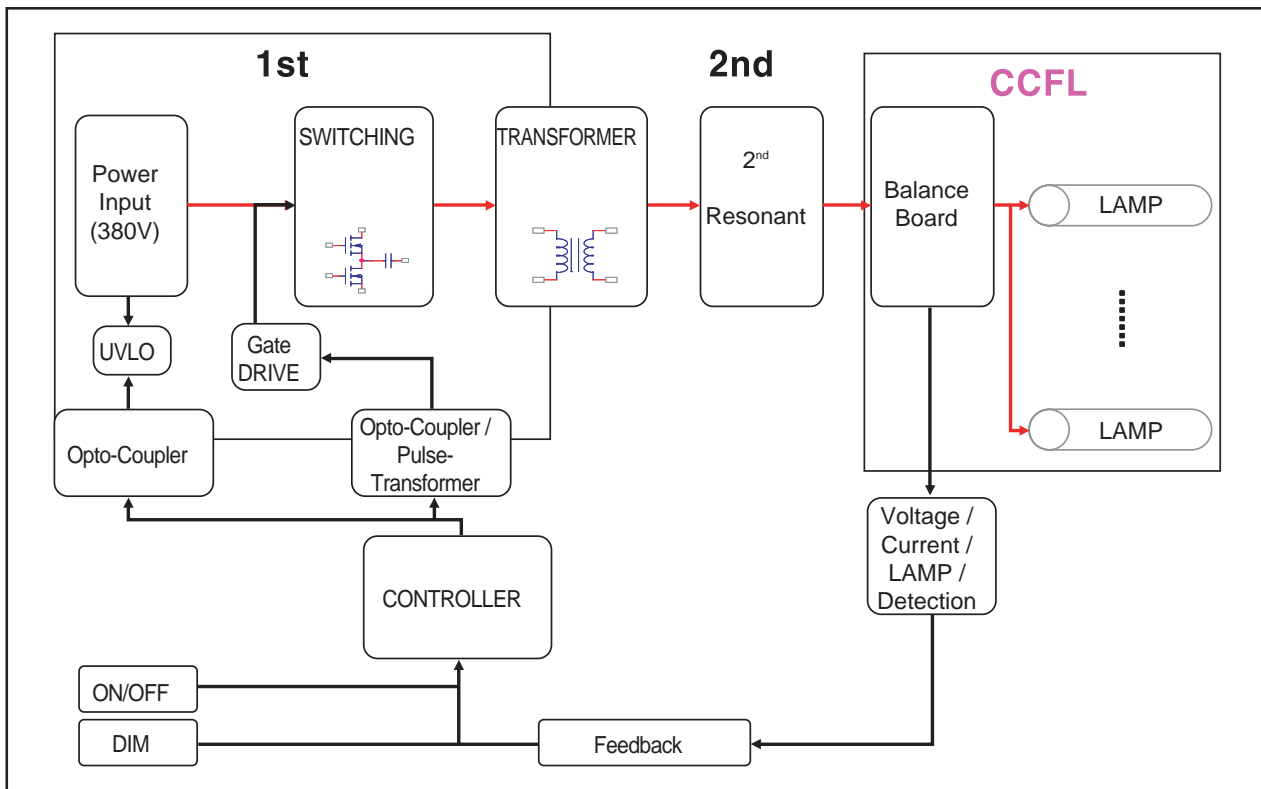 1st
2nd
CCFL
Power
Input
(380V)
SWITCHING
TRANSFORMER
2nd
Resonant
Balance
Board
LAMP
LAMP
UVLO
Gate
DRIVE
Opto-Coupler
Opto-Coupler /
Pulse-
Transformer
Voltage /
Current /
LAMP /
Detection
CONTROLLER
ON/OFF
DIM
Feedback